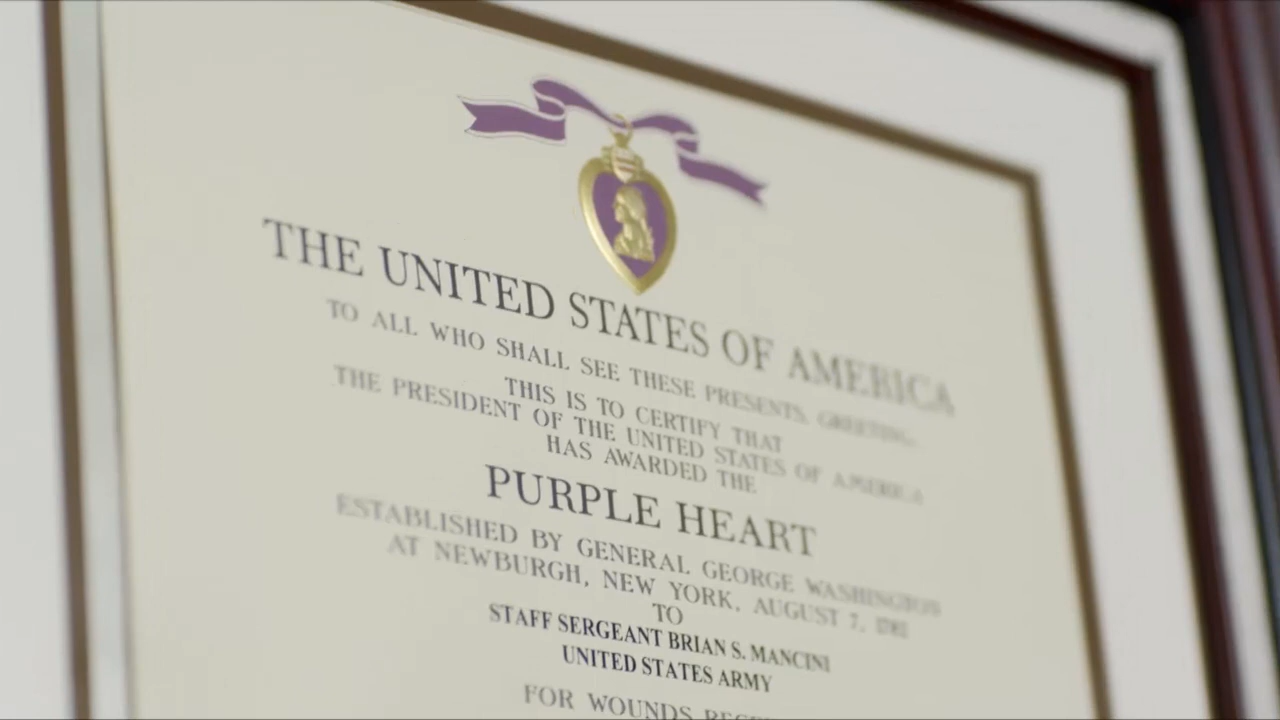 THE UNITED STATES OF AMERICA
TO ALL WHO SHALL SEE THESE PRESENTS, GREETING:
THIS IS TO CERTIFY THAT
THE PRESIDENT OF THE UNITED STATES OF AMERICA
HAS AWARDED THE
PURPLE HEART
ESTABLISHED BY GENERAL GEORGE WASHINGTON
AT NEWBURGH, NEW YORK, AUGUST 7, 1782
TO
STAFF SERGEANT BRIAN S. MANCINI
UNITED STATES ARMY
FOR WOUNDS